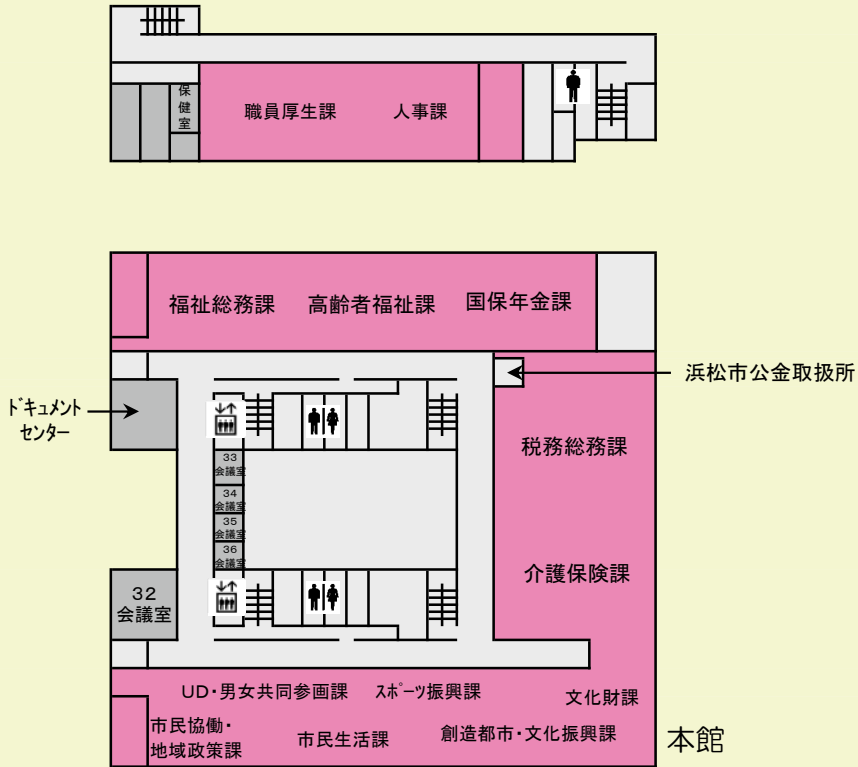 保
健
室
職員厚生課
人事課
福祉総務課
高齢者福祉課
国保年金課
浜松市公金取扱所
ﾄﾞｷｭﾒﾝﾄ
センター
税務総務課
33
会議室
34
会議室
35
会議室
36
会議室
介護保険課
32
会議室
UD・男女共同参画課
ｽﾎﾟｰﾂ振興課
文化財課
市民協働・
地域政策課
市民生活課
創造都市・文化振興課
本館